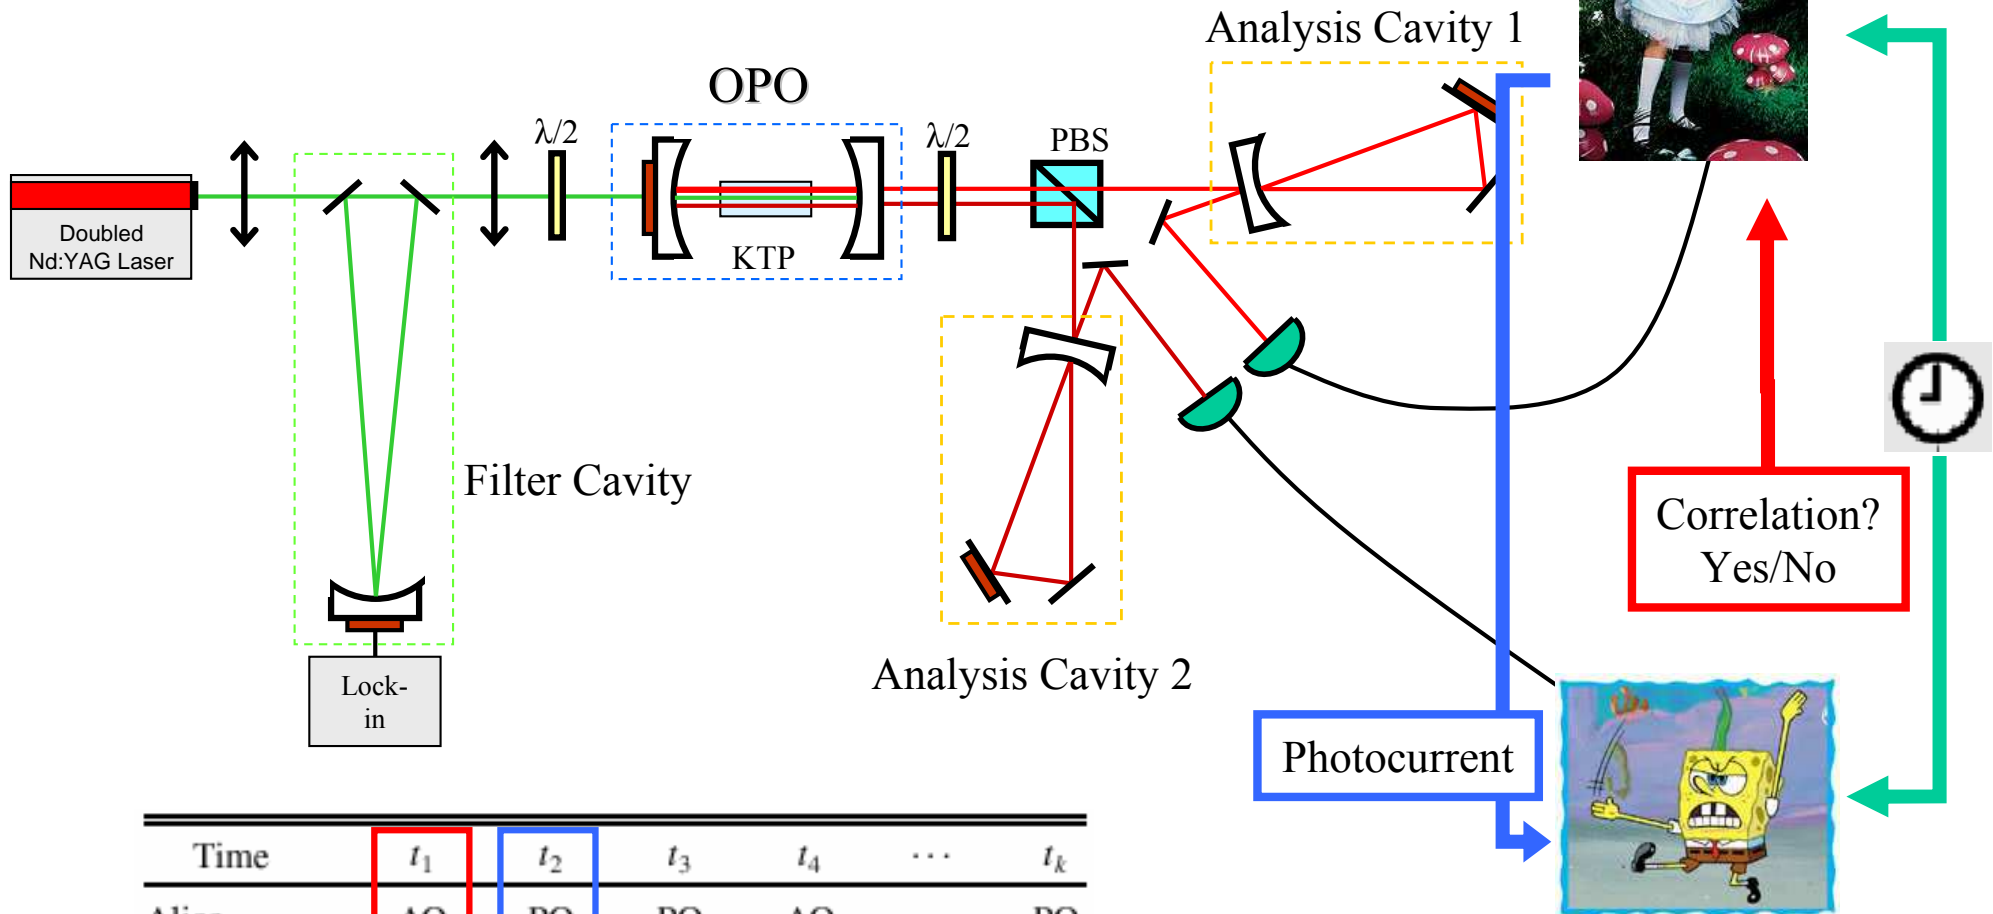 Analysis Cavity 1
OPO
λ/2
λ/2
PBS
Doubled
Nd:YAG Laser
KTP
Filter Cavity
Correlation?
Yes/No
Analysis Cavity 2
Lock-
in
Photocurrent
Time t₁ t₂ t₃ t₄ ··· tₖ